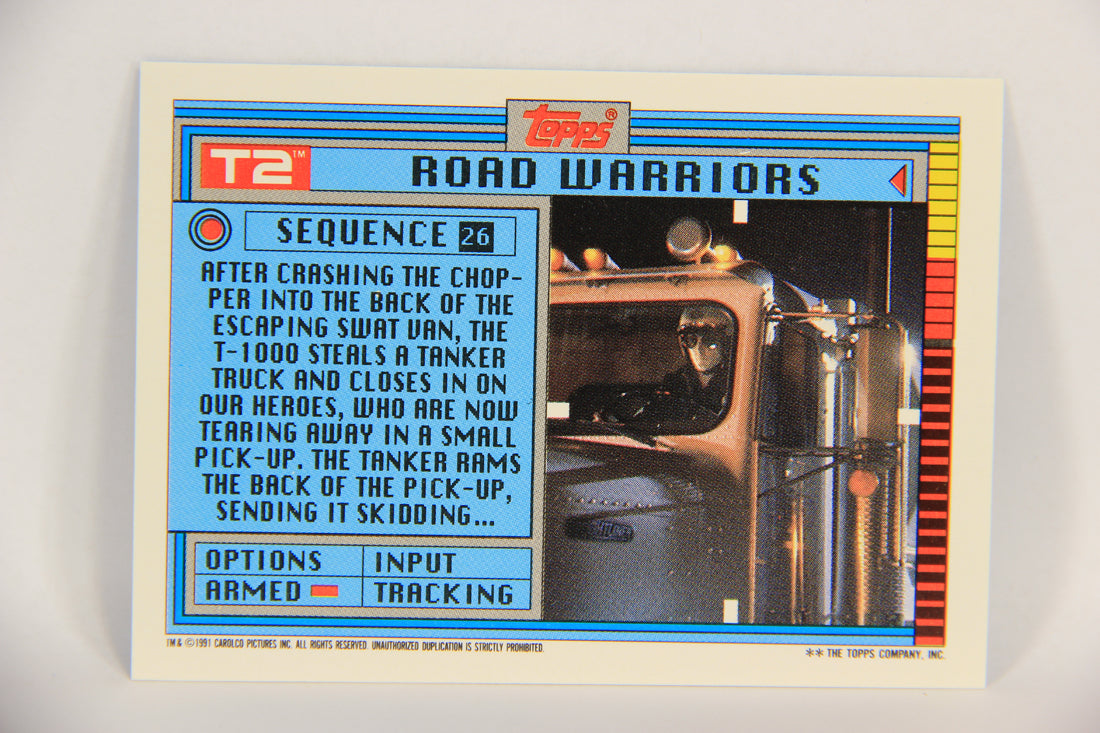 topps®
T2™
ROAD WARRIORS
SEQUENCE 26
AFTER CRASHING THE CHOP-
PER INTO THE BACK OF THE
ESCAPING SWAT VAN, THE
T-1000 STEALS A TANKER
TRUCK AND CLOSES IN ON
OUR HEROES, WHO ARE NOW
TEARING AWAY IN A SMALL
PICK-UP. THE TANKER RAMS
THE BACK OF THE PICK-UP,
SENDING IT SKIDDING...
OPTIONS INPUT
ARMED TRACKING
TM & ©1991 CAROLCO PICTURES INC. ALL RIGHTS RESERVED. UNAUTHORIZED DUPLICATION IS STRICTLY PROHIBITED.
** THE TOPPS COMPANY, INC.